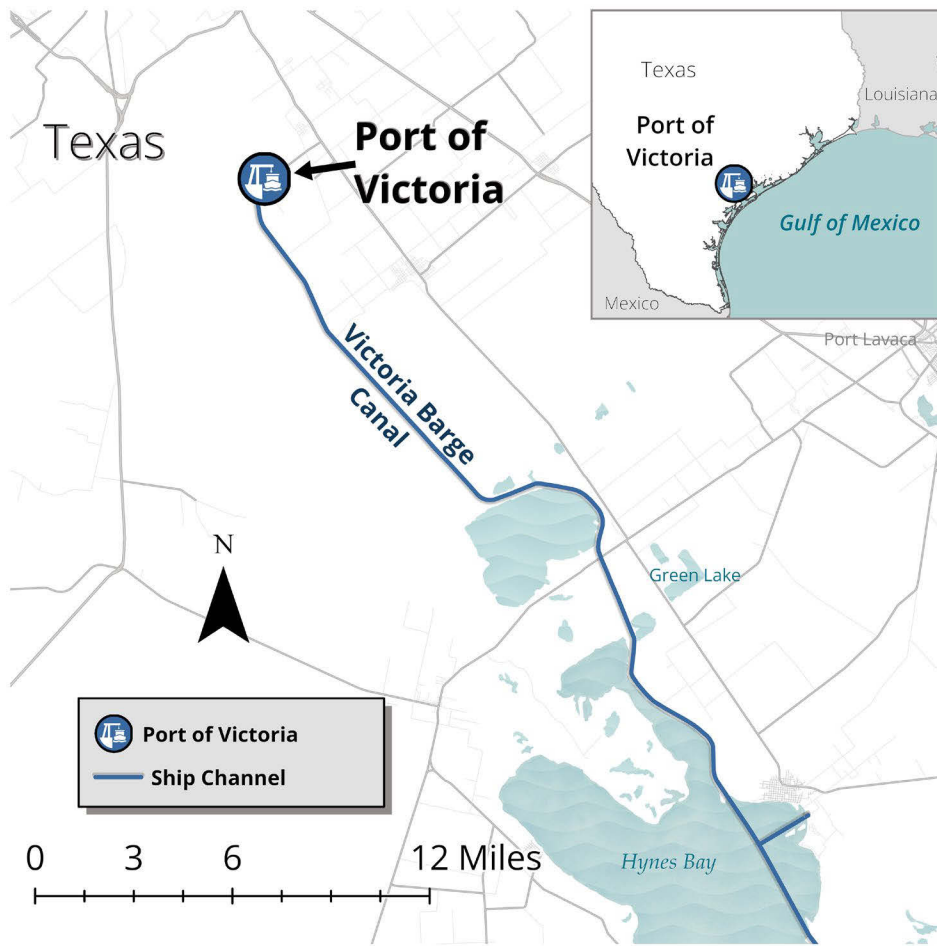 Texas
Port of
Victoria
Texas
Louisiana
Port of
Victoria
Gulf of Mexico
Mexico
Port Lavaca
Victoria Barge
Canal
N
Green Lake
Port of Victoria
Ship Channel
0 3 6 12 Miles
Hynes Bay